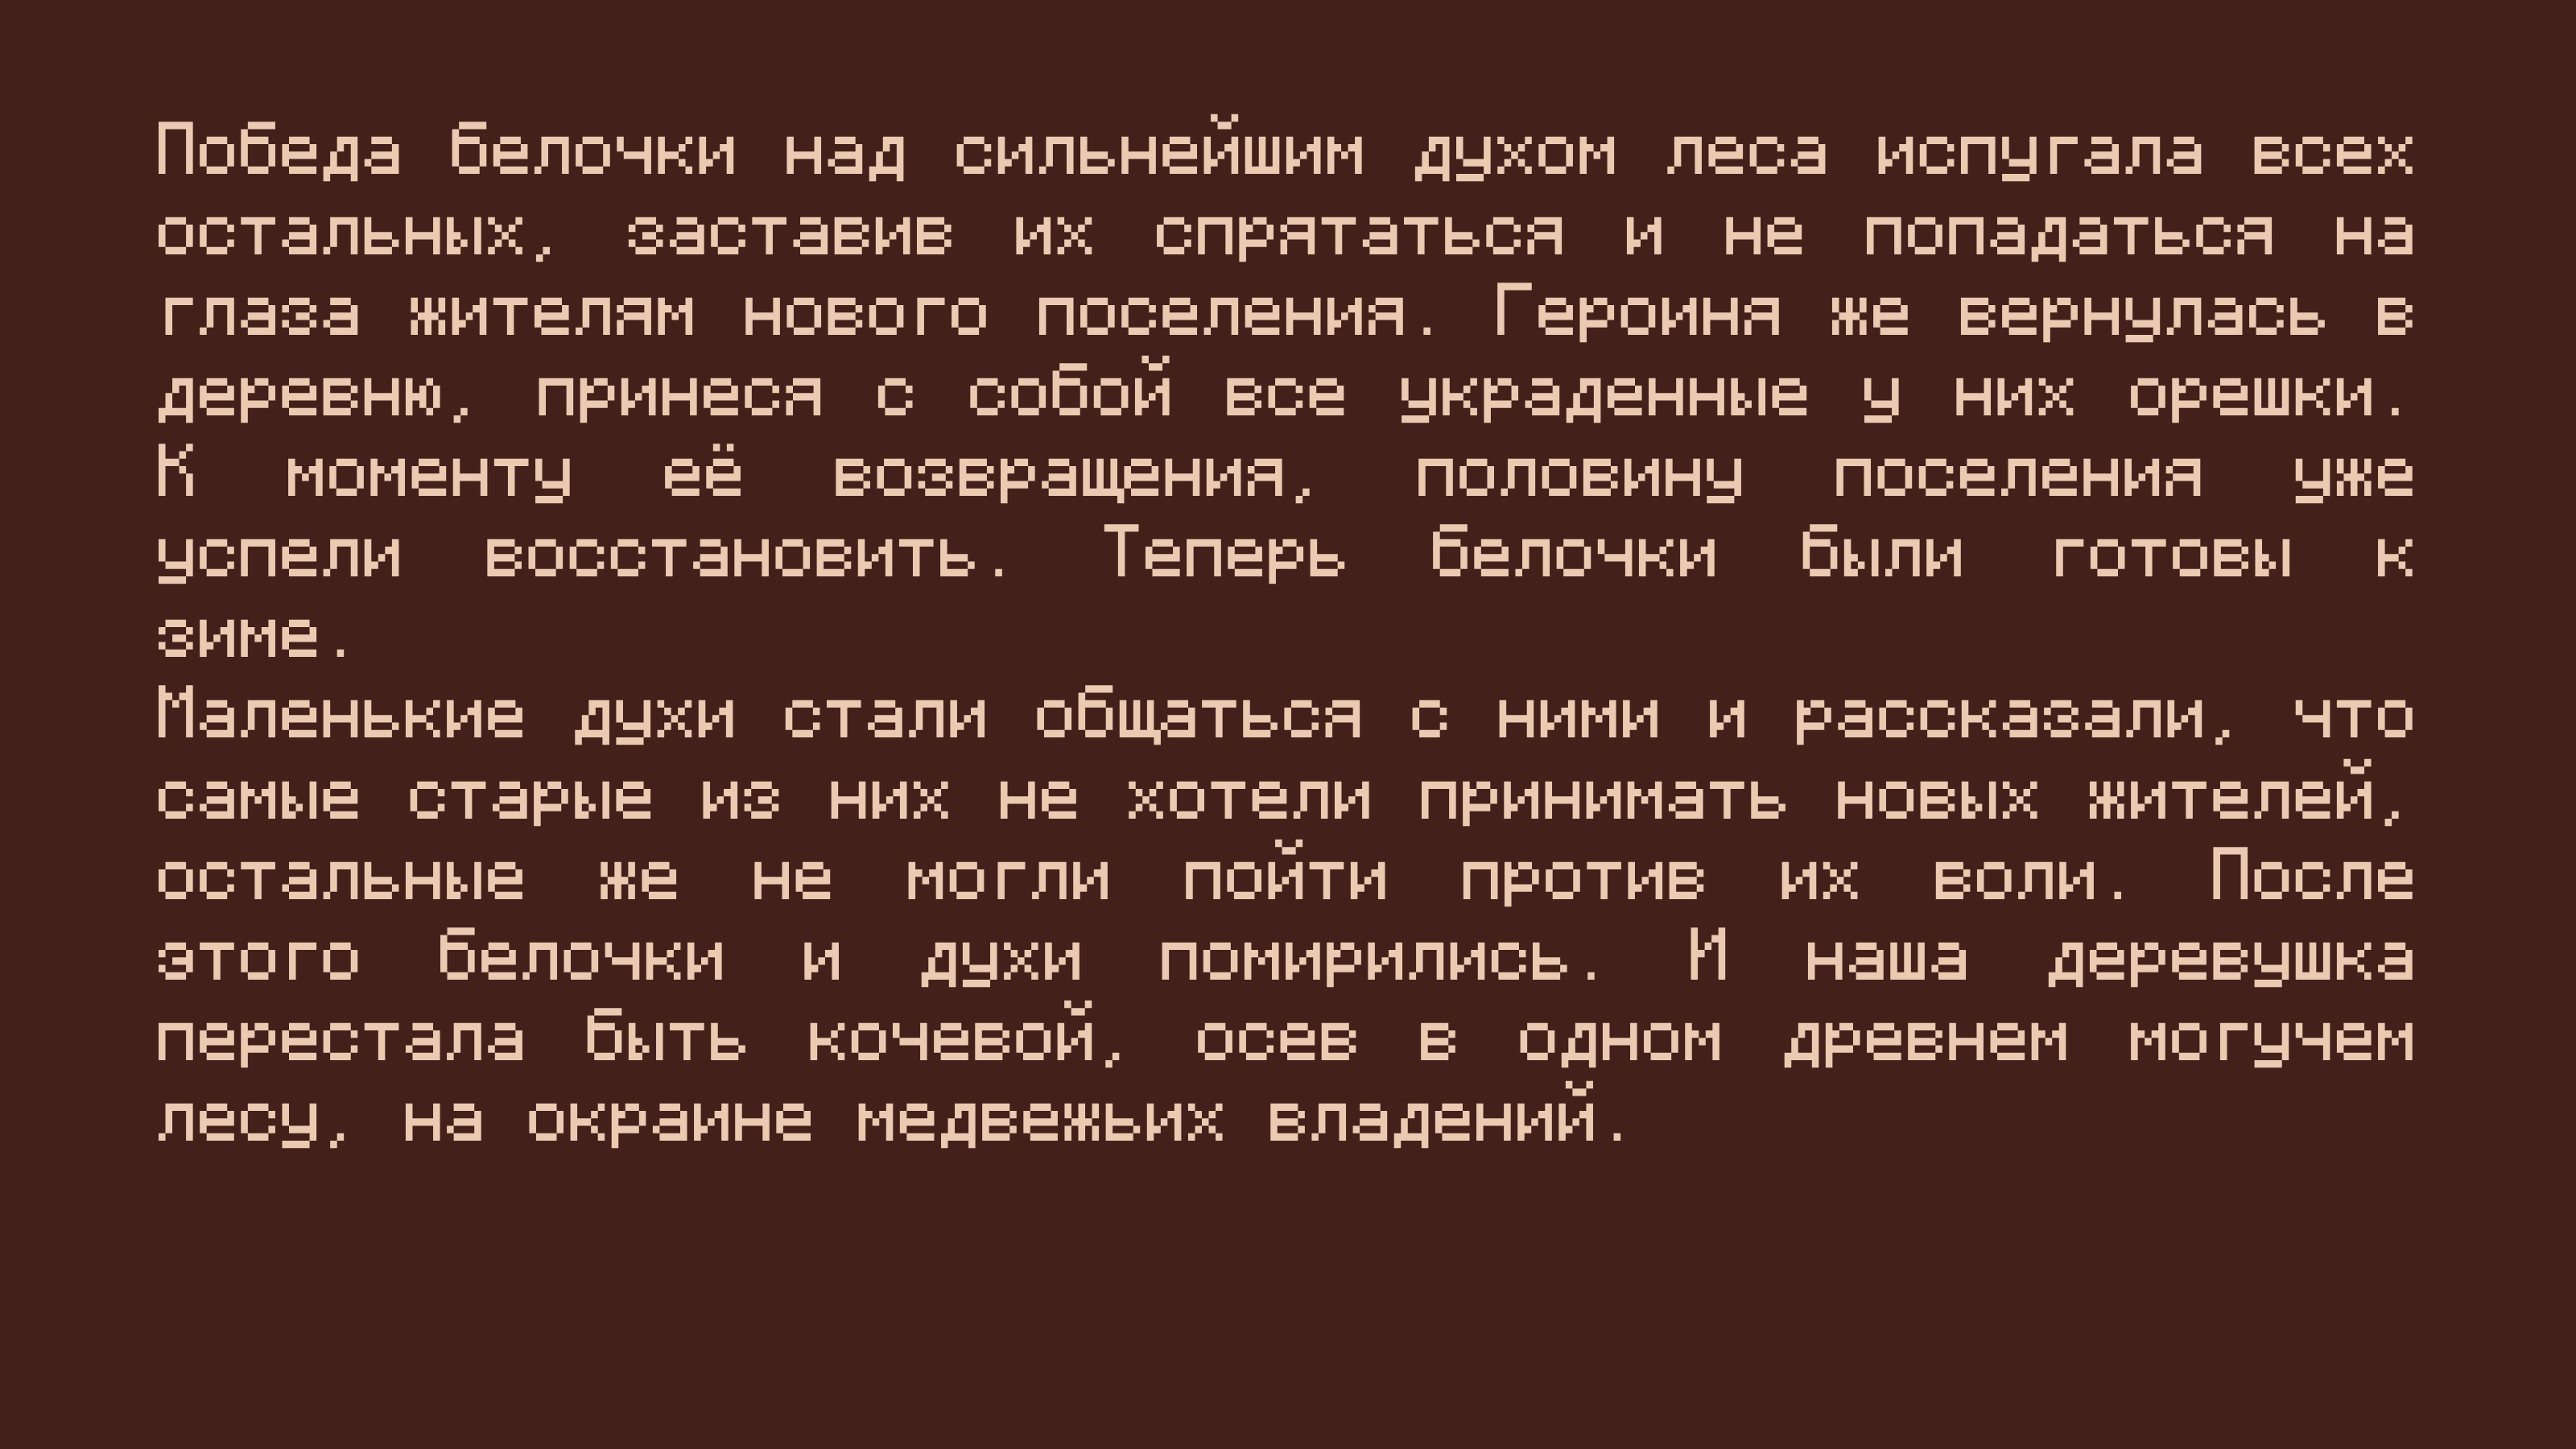 Победа белочки над сильнейшим духом леса испугала всех
остальных, заставив их спрятаться и не попадаться на
глаза жителям нового поселения. Героиня же вернулась в
деревню, принеся с собой все украденные у них орешки.
К моменту её возвращения, половину поселения уже
успели восстановить. Теперь белочки были готовы к
зиме.
Маленькие духи стали общаться с ними и рассказали, что
самые старые из них не хотели принимать новых жителей,
остальные же не могли пойти против их воли. После
этого белочки и духи помирились. И наша деревушка
перестала быть кочевой, осев в одном древнем могучем
лесу, на окраине медвежьих владений.